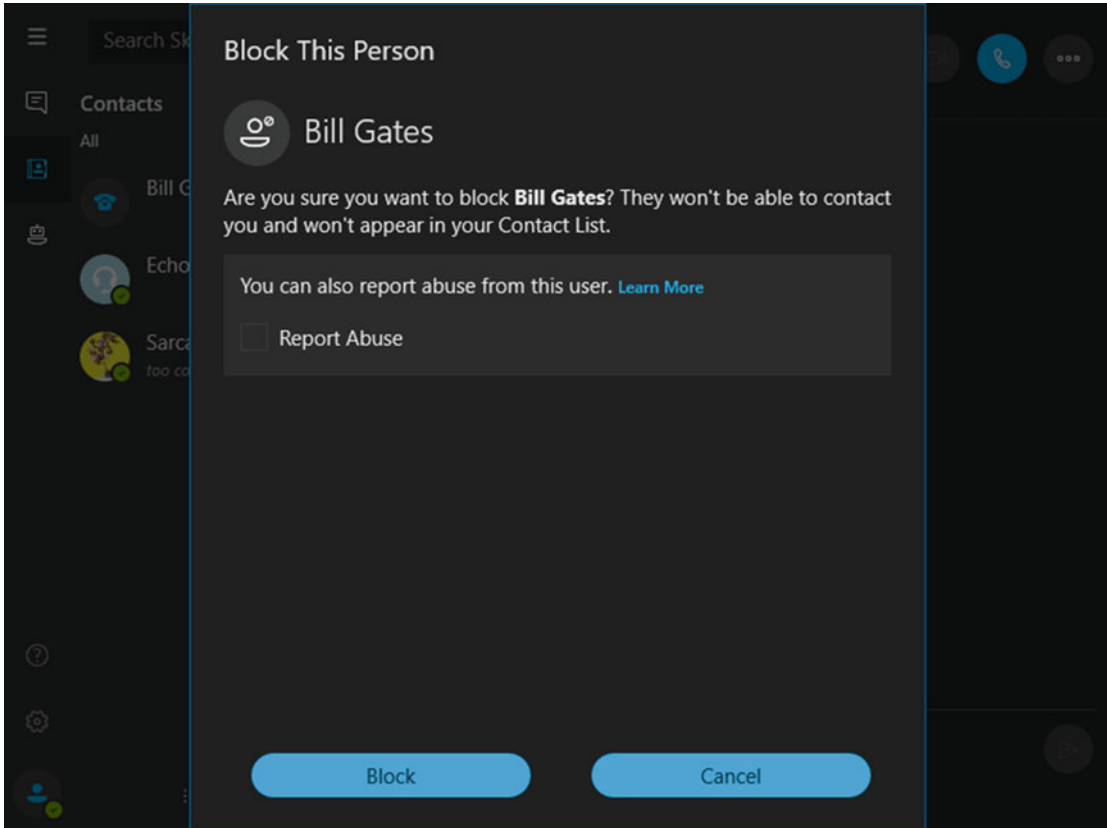 Search Sk
Block This Person
Contacts
All
Bill Gates
Bill G
Are you sure you want to block Bill Gates? They won't be able to contact
you and won't appear in your Contact List.
Echo
You can also report abuse from this user. Learn More
Sarca
Report Abuse
too co
Block
Cancel